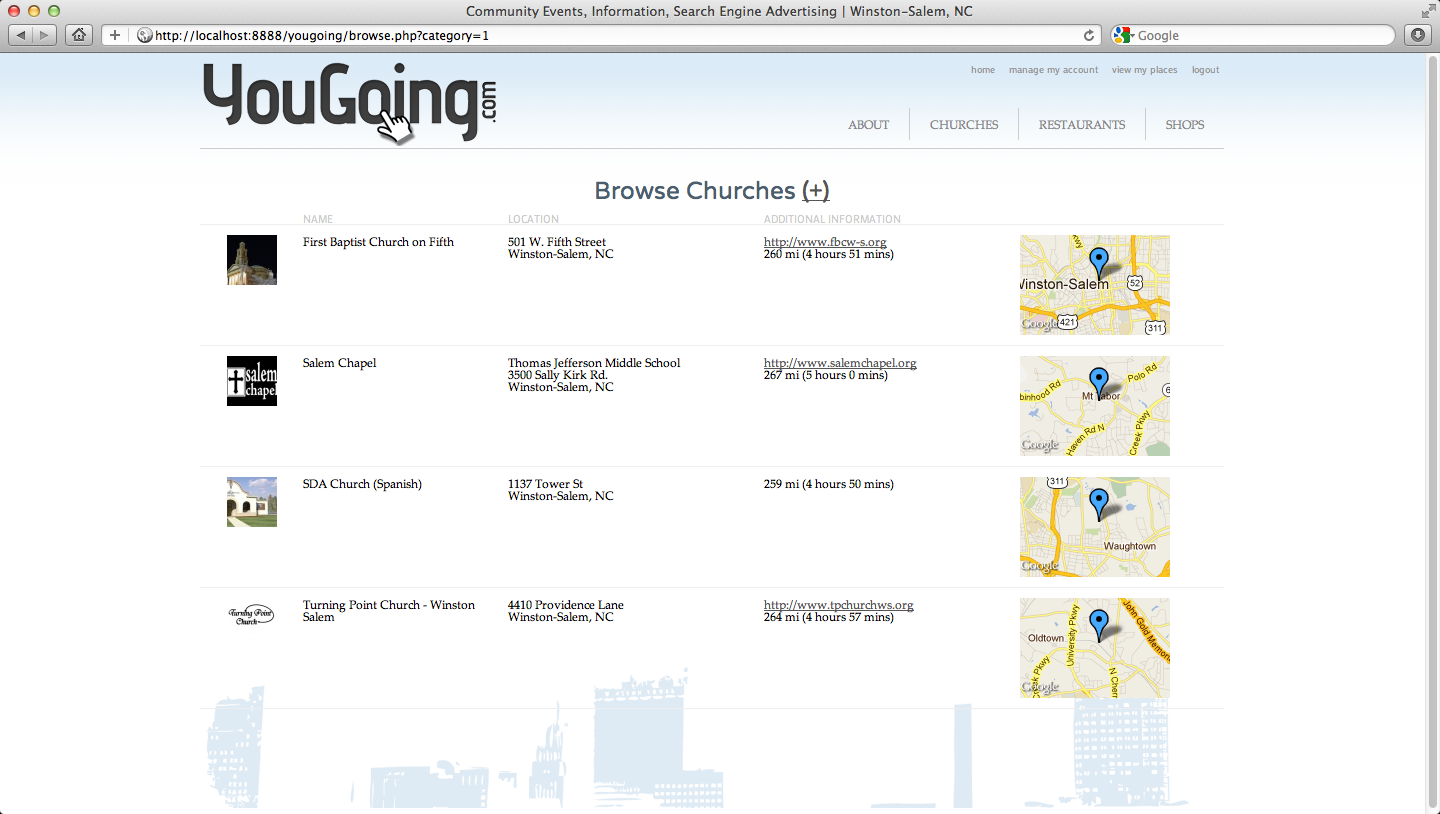 Community Events, Information, Search Engine Advertising | Winston-Salem, NC
http://localhost:8888/yougoing/browse.php?category=1
Google
YouGoing.com
home manage my account view my places logout
ABOUT CHURCHES RESTAURANTS SHOPS
Browse Churches (+)
NAME LOCATION ADDITIONAL INFORMATION
First Baptist Church on Fifth
501 W. Fifth Street
Winston-Salem, NC
http://www.fbcw-s.org
260 mi (4 hours 51 mins)
Winston-Salem
52
421
311
Google
salem
chapel
Salem Chapel
Thomas Jefferson Middle School
3500 Sally Kirk Rd.
Winston-Salem, NC
http://www.salemchapel.org
267 mi (5 hours 0 mins)
Polo Rd
binhood Rd
Mt Tabor
6
Haven Rd N
Creek Pkwy
Google
SDA Church (Spanish)
1137 Tower St
Winston-Salem, NC
259 mi (4 hours 50 mins)
311
Waughtown
Google
Turning Point
Church
Turning Point Church - Winston
Salem
4410 Providence Lane
Winston-Salem, NC
http://www.tpchurchws.org
264 mi (4 hours 57 mins)
John Gold Memor
Oldtown
University Pkwy
N Cherr
Creek Pkwy
Google